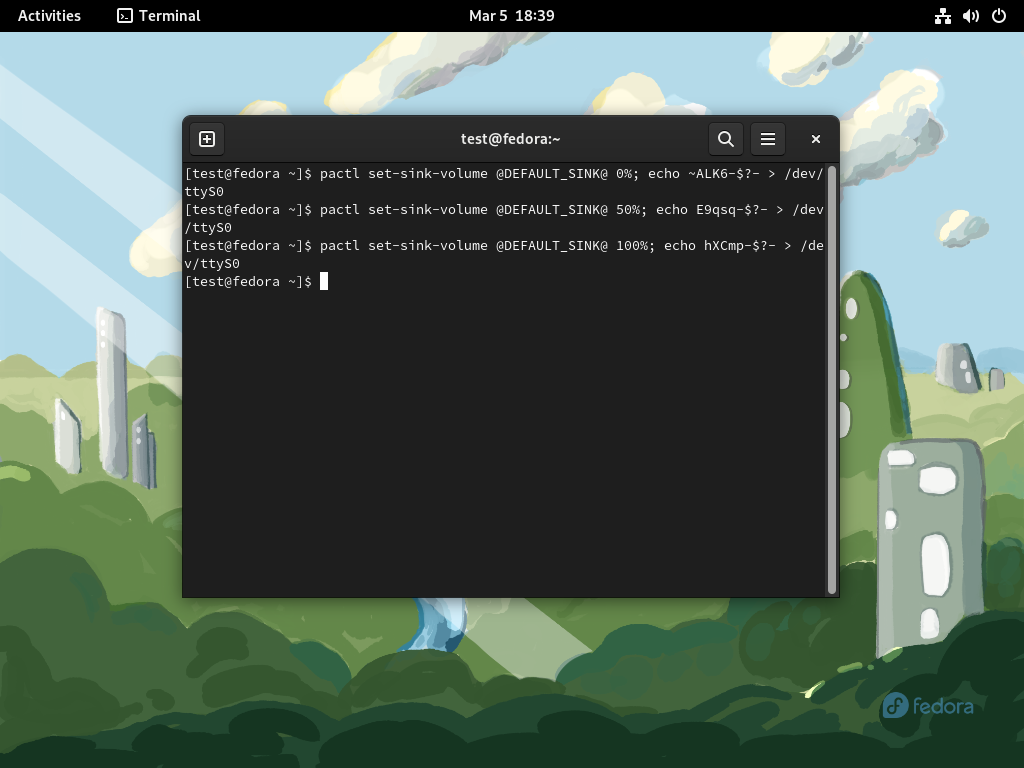 Activities Terminal Mar 5 18:39
test@fedora:~
[test@fedora ~]$ pactl set-sink-volume @DEFAULT_SINK@ 0%; echo ~ALK6-$?- > /dev/
ttyS0
[test@fedora ~]$ pactl set-sink-volume @DEFAULT_SINK@ 50%; echo E9qsq-$?- > /dev
/ttyS0
[test@fedora ~]$ pactl set-sink-volume @DEFAULT_SINK@ 100%; echo hXCmp-$?- > /de
v/ttyS0
[test@fedora ~]$
fedora